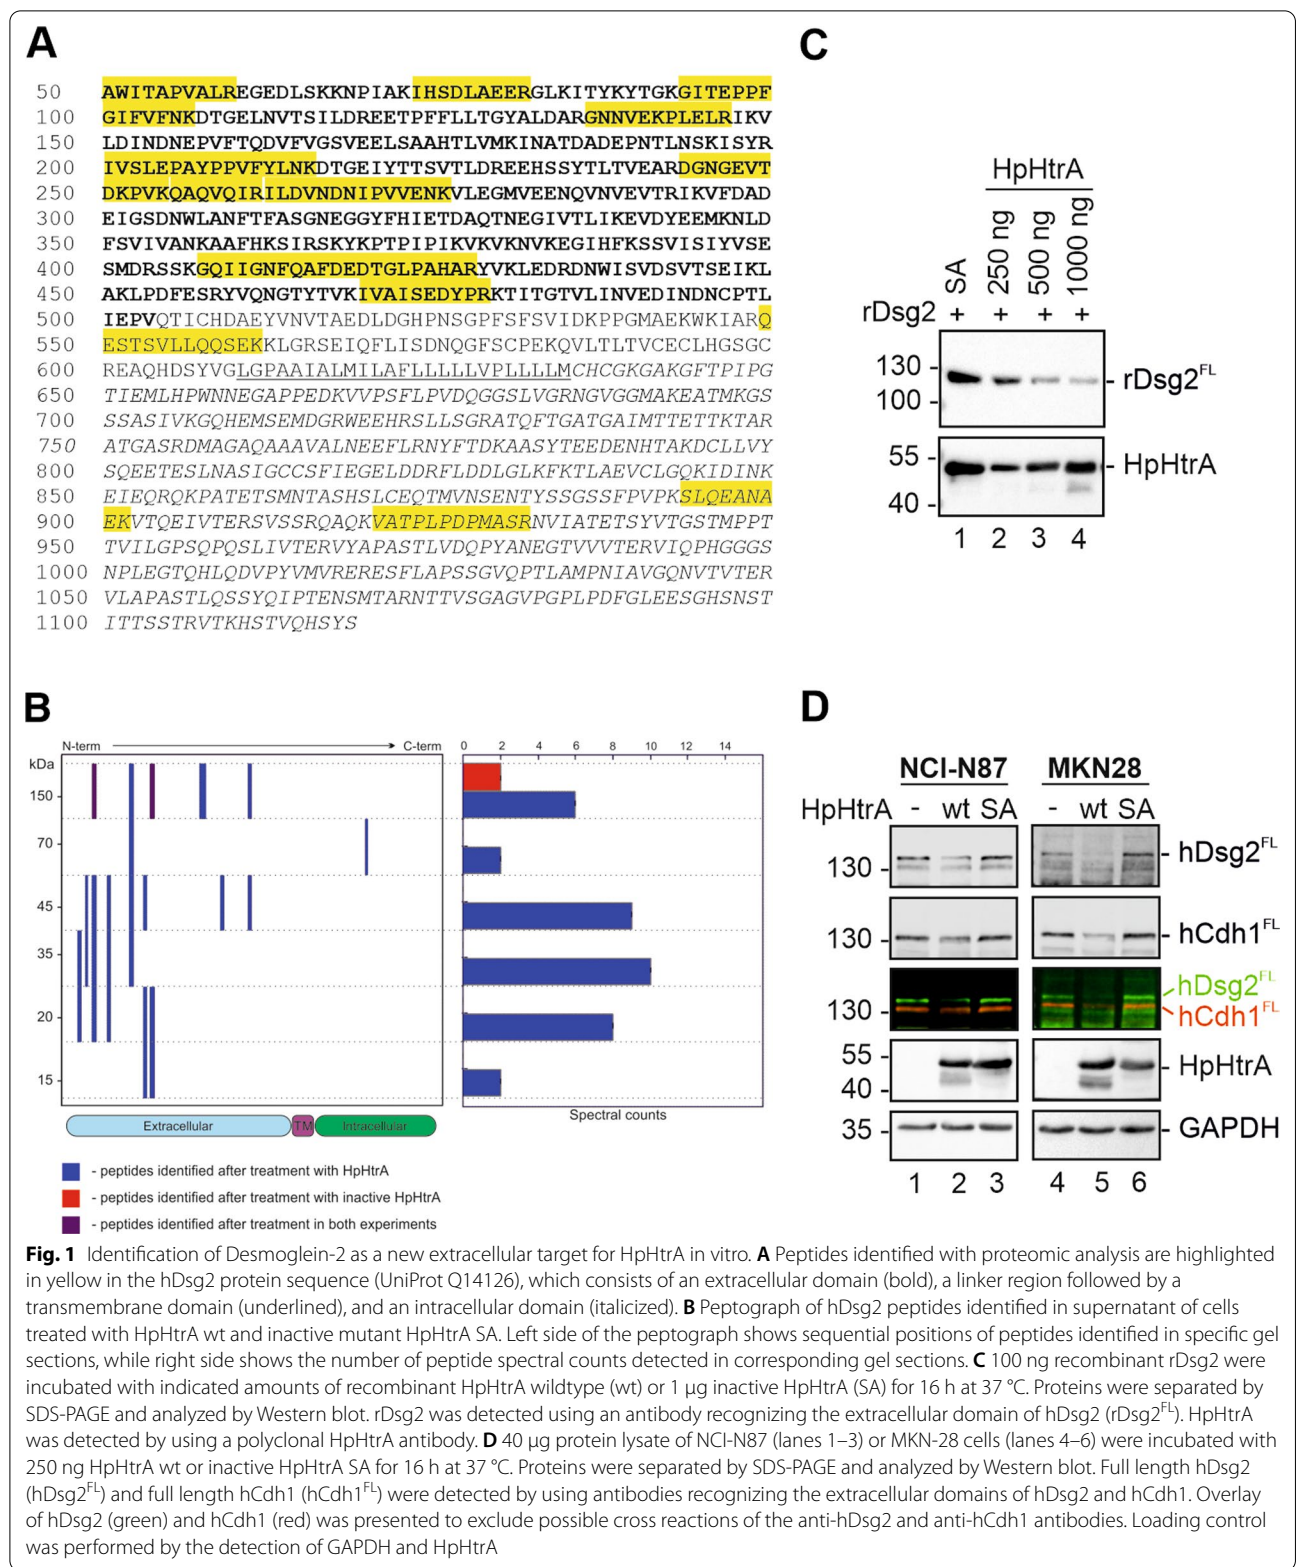 A
50 AWITAPVALREGEDLSKKNPIAKIHSDLAEERGLKITYKYTGKGITEPPF
100 GIFVFNKDTGELNVTSILDREETPFFLLTGYALDARGNNVEKPLELRIKV
150 LDINDNEPVFTQDVFVGSVEELSAAHTLVMKINATDADEPNTLNSKISYR
200 IVSLEPAYPPVFYLNKDTGEIYTTSVTLDREEHSSYTLTVEARDGNGEVT
250 DKPVKQAQVQIRILDVNDNIPVVENKVLEGMVEENQVNVEVTRIKVFDAD
300 EIGSDNWLANFTFASGNEGGYFHIETDAQTNEGIVTLIKEVDYEEMKNLD
350 FSVIVANKAAFHKSIRSKYKPTPIPIKVKVKNVKEGIHFKSSVISIYVSE
400 SMDRSSKGQIIGNFQAFDEDTGLPAHARYVKLEDRDNWISVDSVTSEIKL
450 AKLPDFESRYVQNGTYTVKIVAISEDYPRKTITGTVLINVEDINDNCPTL
500 IEPVQTICHDAEYVNVTAEDLDGHPNSGPFSFSVIDKPPGMAEKWKIARQ
550 ESTSVLLQQSEKKLGRSEIQFLISDNQGFSCPEKQVLTLTVCECLHGSGC
600 REAQHDSYVGLGPAAIALMILAFLLLLLVPLLLLMCHCGKGAKGFTPIPG
650 TIEMLHPWNNEGAPPEDKVVPSFLPVDQGGSLVGRNGVGGMAKEATMKGS
700 SSASIVKGQHEMSEMDGRWEEHRSLLSGRATQFTGATGAIMTTETTKTAR
750 ATGASRDMAGAQAAAVALNEEFLRNYFTDKAASYTEEDENHTAKDCLLVY
800 SQEETESLNASIGCCSFIEGELDDRFLDDLGLKFKTLAEVCLGQKIDINK
850 EIEQRQKPATETSMNTASHSLCEQTMVNSENTYSSGSSFPVPKSLQEANA
900 EKVTQEIVTERSVSSRQAQKVATPLPDPMASRNVIATETSYVTGSTMPPT
950 TVILGPSQPQSLIVTERVYAPASTLVDQPYANEGTVVVTERVIQPHGGGS
1000 NPLEGTQHLQDVPYVMVRERESFLAPSSGVQPTLAMPNIAVGQNVTVTER
1050 VLAPASTLQSSYQIPTENSMTARNTTVSGAGVPGPLPDFGLEESGHSNST
1100 ITTSSTRVTKHSTVQHSYS
C
HpHtrA
SA 250 ng 500 ng 1000 ng
rDsg2 + + + +
130 -
100 -
- rDsg2FL
55 -
40 -
- HpHtrA
1 2 3 4
B
N-term C-term
kDa
150
70
45
35
20
15
0 2 4 6 8 10 12 14
Spectral counts
Extracellular TM Intracellular
- peptides identified after treatment with HpHtrA
- peptides identified after treatment with inactive HpHtrA
- peptides identified after treatment in both experiments
D
NCI-N87 MKN28
HpHtrA - wt SA - wt SA
130 - - hDsg2FL
130 - - hCdh1FL
130 - hDsg2FL
hCdh1FL
55 -
40 -
- HpHtrA
35 - - GAPDH
1 2 3 4 5 6
Fig. 1 Identification of Desmoglein-2 as a new extracellular target for HpHtrA in vitro. A Peptides identified with proteomic analysis are highlighted
in yellow in the hDsg2 protein sequence (UniProt Q14126), which consists of an extracellular domain (bold), a linker region followed by a
transmembrane domain (underlined), and an intracellular domain (italicized). B Peptograph of hDsg2 peptides identified in supernatant of cells
treated with HpHtrA wt and inactive mutant HpHtrA SA. Left side of the peptograph shows sequential positions of peptides identified in specific gel
sections, while right side shows the number of peptide spectral counts detected in corresponding gel sections. C 100 ng recombinant rDsg2 were
incubated with indicated amounts of recombinant HpHtrA wildtype (wt) or 1 µg inactive HpHtrA (SA) for 16 h at 37 °C. Proteins were separated by
SDS-PAGE and analyzed by Western blot. rDsg2 was detected using an antibody recognizing the extracellular domain of hDsg2 (rDsg2FL). HpHtrA
was detected by using a polyclonal HpHtrA antibody. D 40 µg protein lysate of NCI-N87 (lanes 1–3) or MKN-28 cells (lanes 4–6) were incubated with
250 ng HpHtrA wt or inactive HpHtrA SA for 16 h at 37 °C. Proteins were separated by SDS-PAGE and analyzed by Western blot. Full length hDsg2
(hDsg2FL) and full length hCdh1 (hCdh1FL) were detected by using antibodies recognizing the extracellular domains of hDsg2 and hCdh1. Overlay
of hDsg2 (green) and hCdh1 (red) was presented to exclude possible cross reactions of the anti-hDsg2 and anti-hCdh1 antibodies. Loading control
was performed by the detection of GAPDH and HpHtrA